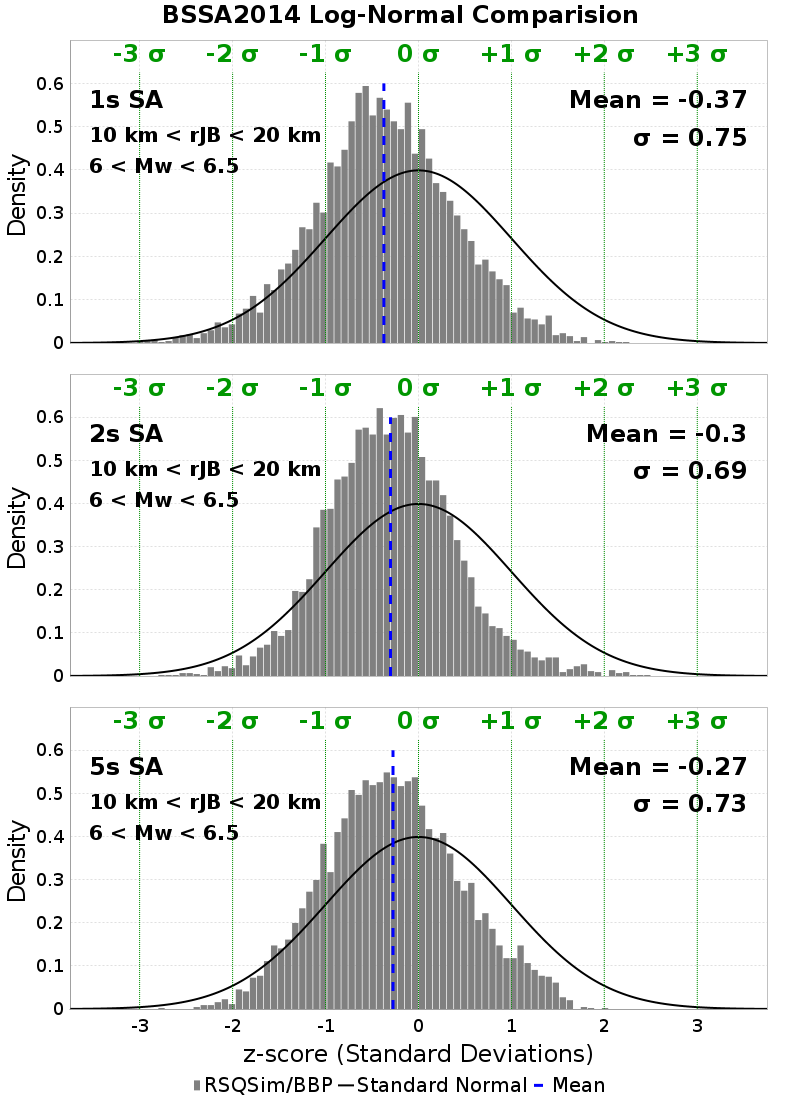 BSSA2014 Log-Normal Comparision
-3 σ -2 σ -1 σ 0 σ +1 σ +2 σ +3 σ
1s SA
Mean = -0.37
10 km < rJB < 20 km
σ = 0.75
6 < Mw < 6.5
Density
0.6
0.5
0.4
0.3
0.2
0.1
0
-3 σ -2 σ -1 σ 0 σ +1 σ +2 σ +3 σ
2s SA
Mean = -0.3
10 km < rJB < 20 km
σ = 0.69
6 < Mw < 6.5
Density
0.6
0.5
0.4
0.3
0.2
0.1
0
-3 σ -2 σ -1 σ 0 σ +1 σ +2 σ +3 σ
5s SA
Mean = -0.27
10 km < rJB < 20 km
σ = 0.73
6 < Mw < 6.5
Density
0.6
0.5
0.4
0.3
0.2
0.1
0
-3 -2 -1 0 1 2 3
z-score (Standard Deviations)
RSQSim/BBP Standard Normal Mean